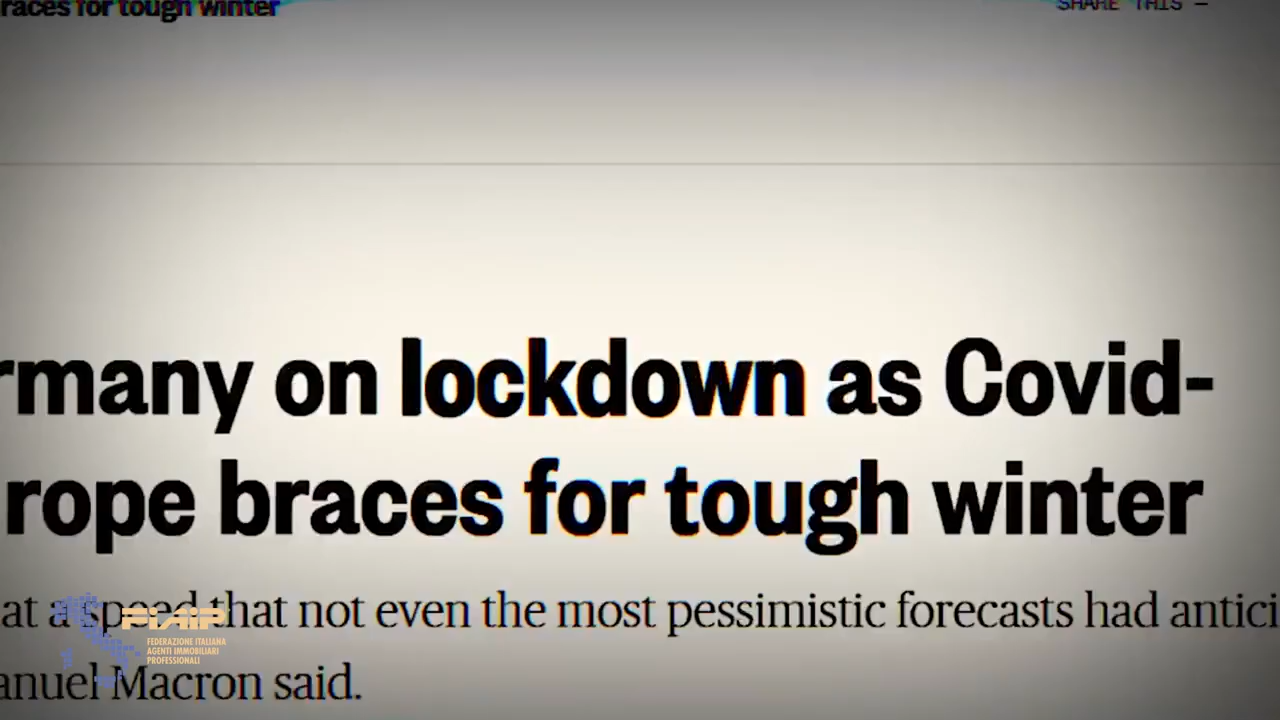 races for tough winter
SHARE THIS —
rmany on lockdown as Covid-
rope braces for tough winter
at a speed that not even the most pessimistic forecasts had antici
anuel Macron said.
FIAIP
FEDERAZIONE ITALIANA
AGENTI IMMOBILIARI
PROFESSIONALI